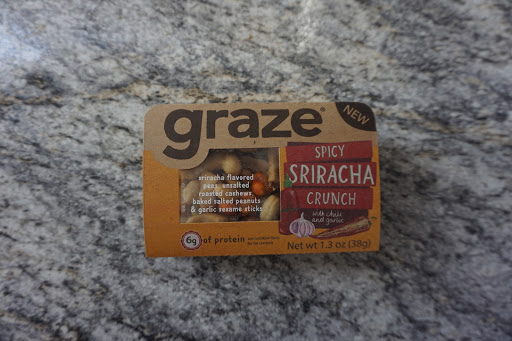 graze®
NEW
SPICY
SRIRACHA
CRUNCH
with chili
and garlic
sriracha flavored
peas, unsalted
roasted cashews,
baked salted peanuts
& garlic sesame sticks
6g of protein
Net wt 1.3 oz (38g)